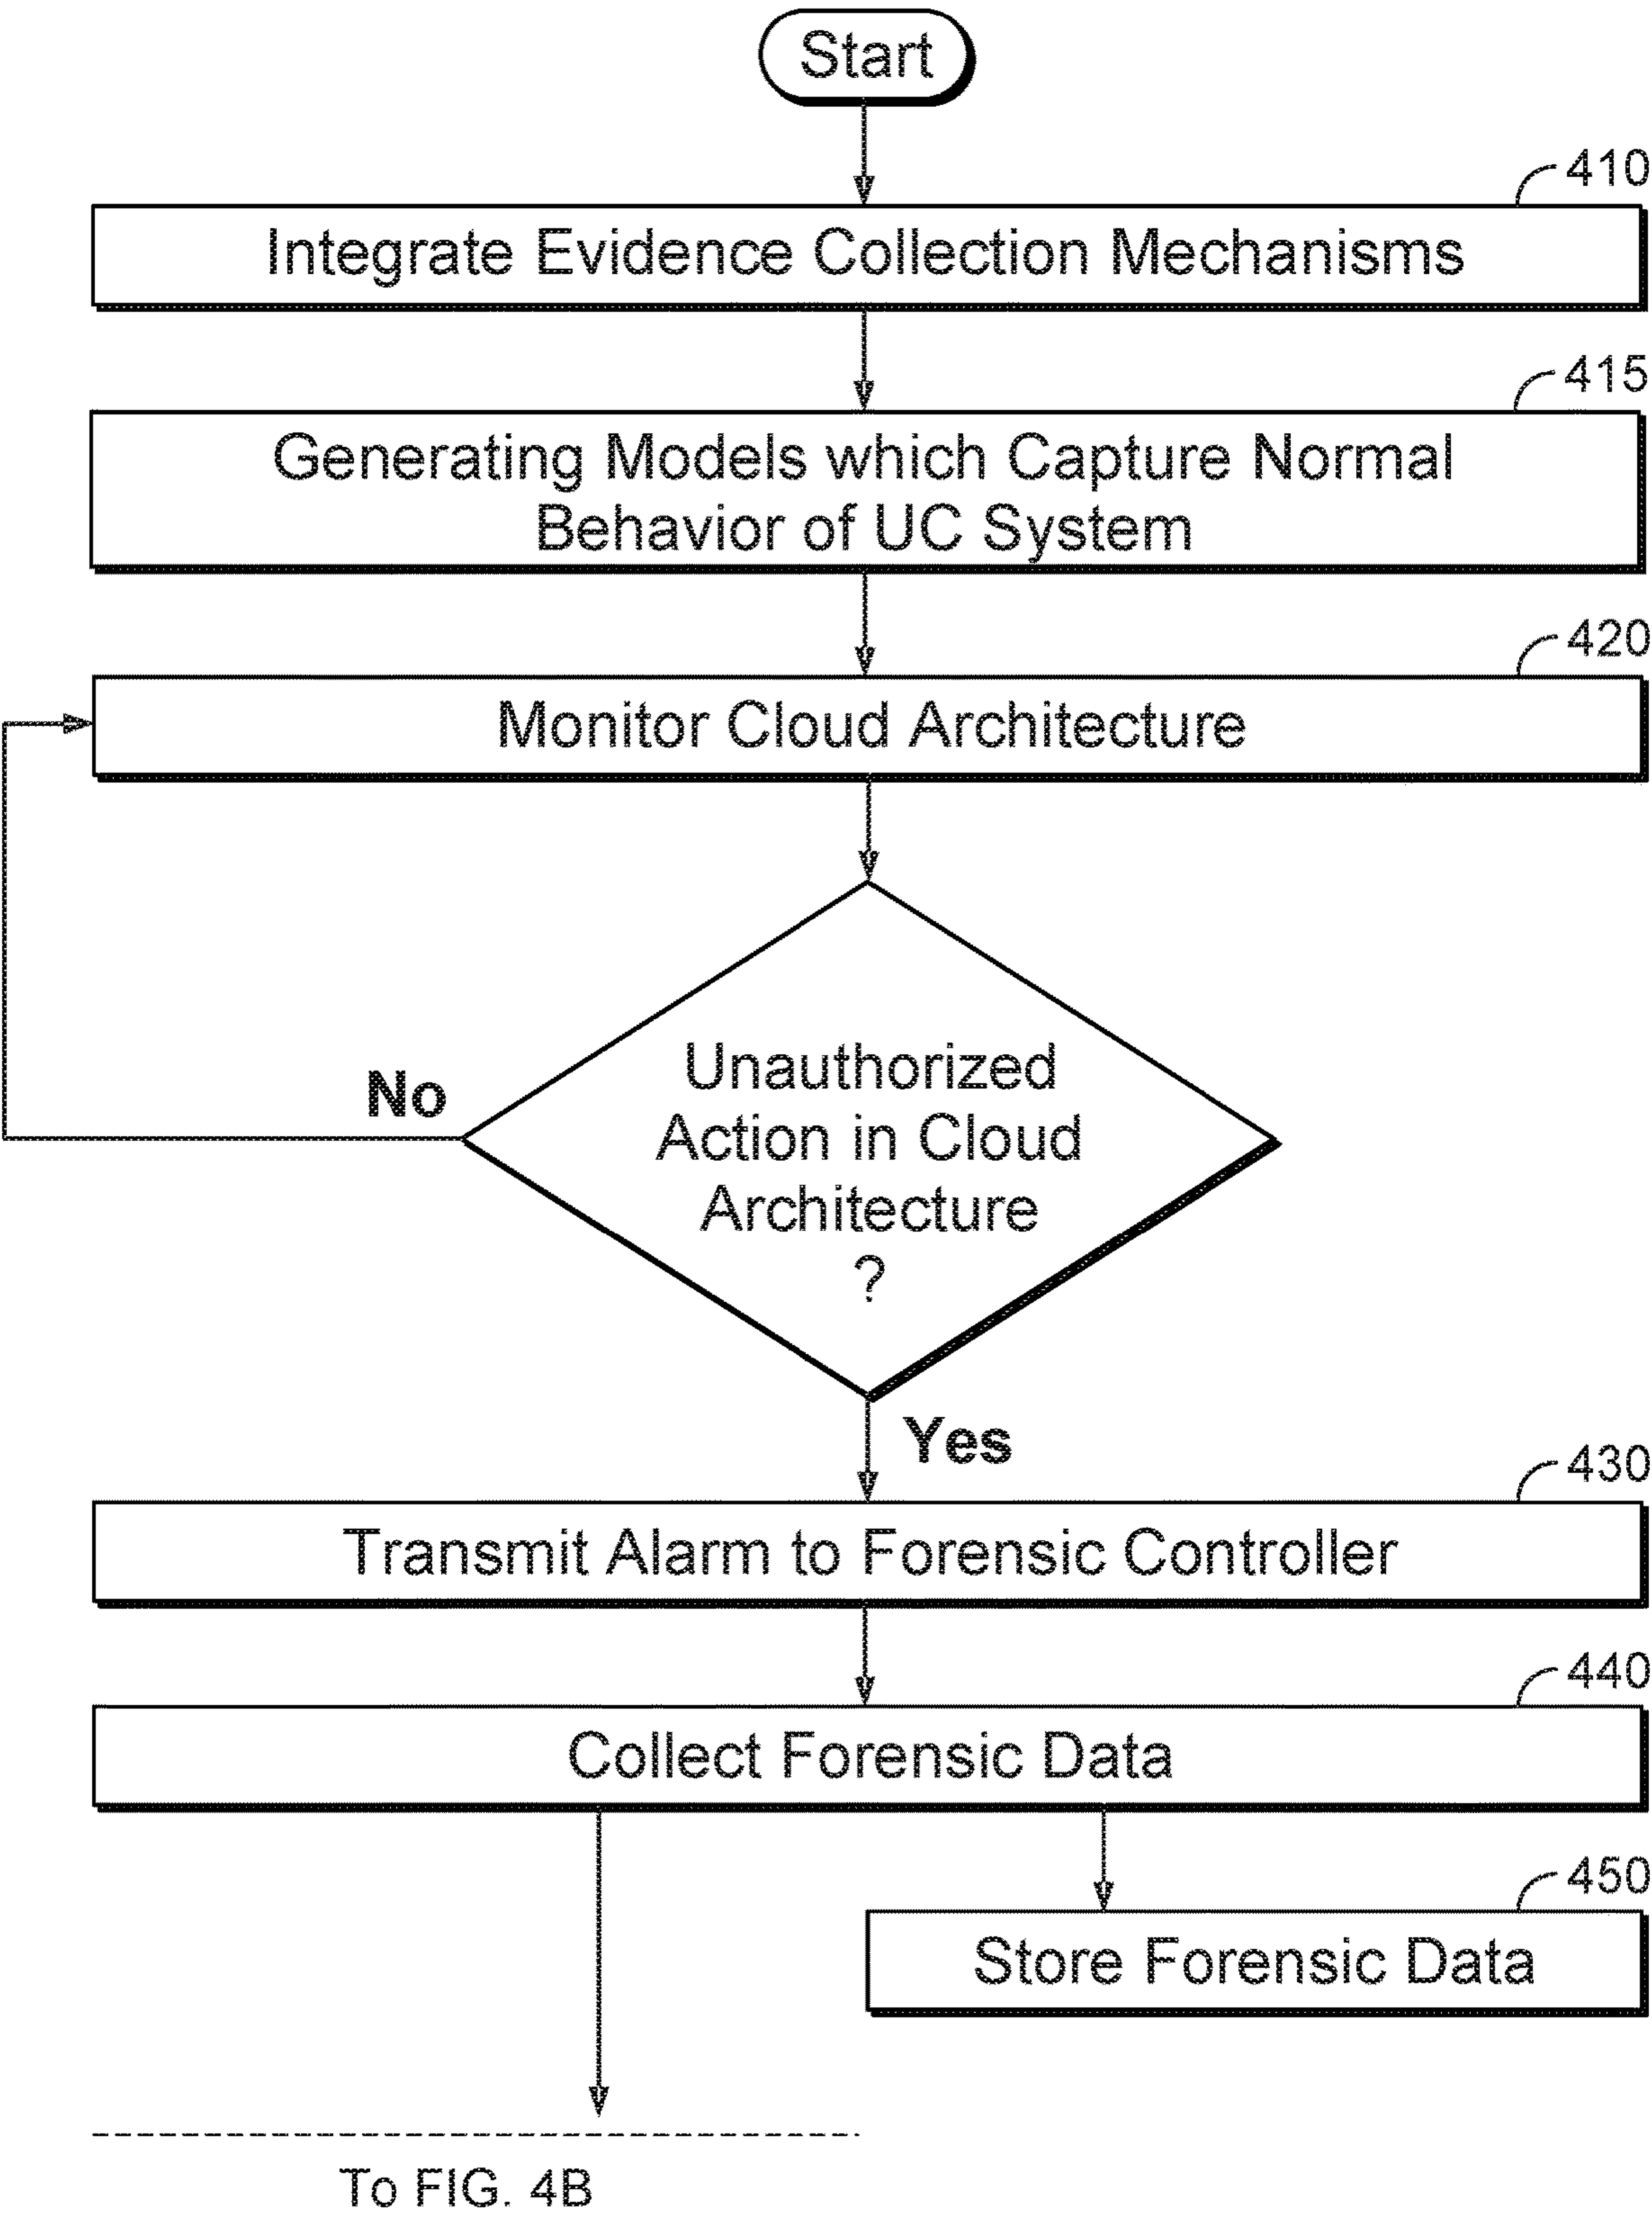 Start
410
Integrate Evidence Collection Mechanisms
415
Generating Models which Capture Normal
Behavior of UC System
420
Monitor Cloud Architecture
Unauthorized
Action in Cloud
Architecture
?
No
Yes
430
Transmit Alarm to Forensic Controller
440
Collect Forensic Data
450
Store Forensic Data
To FIG. 4B